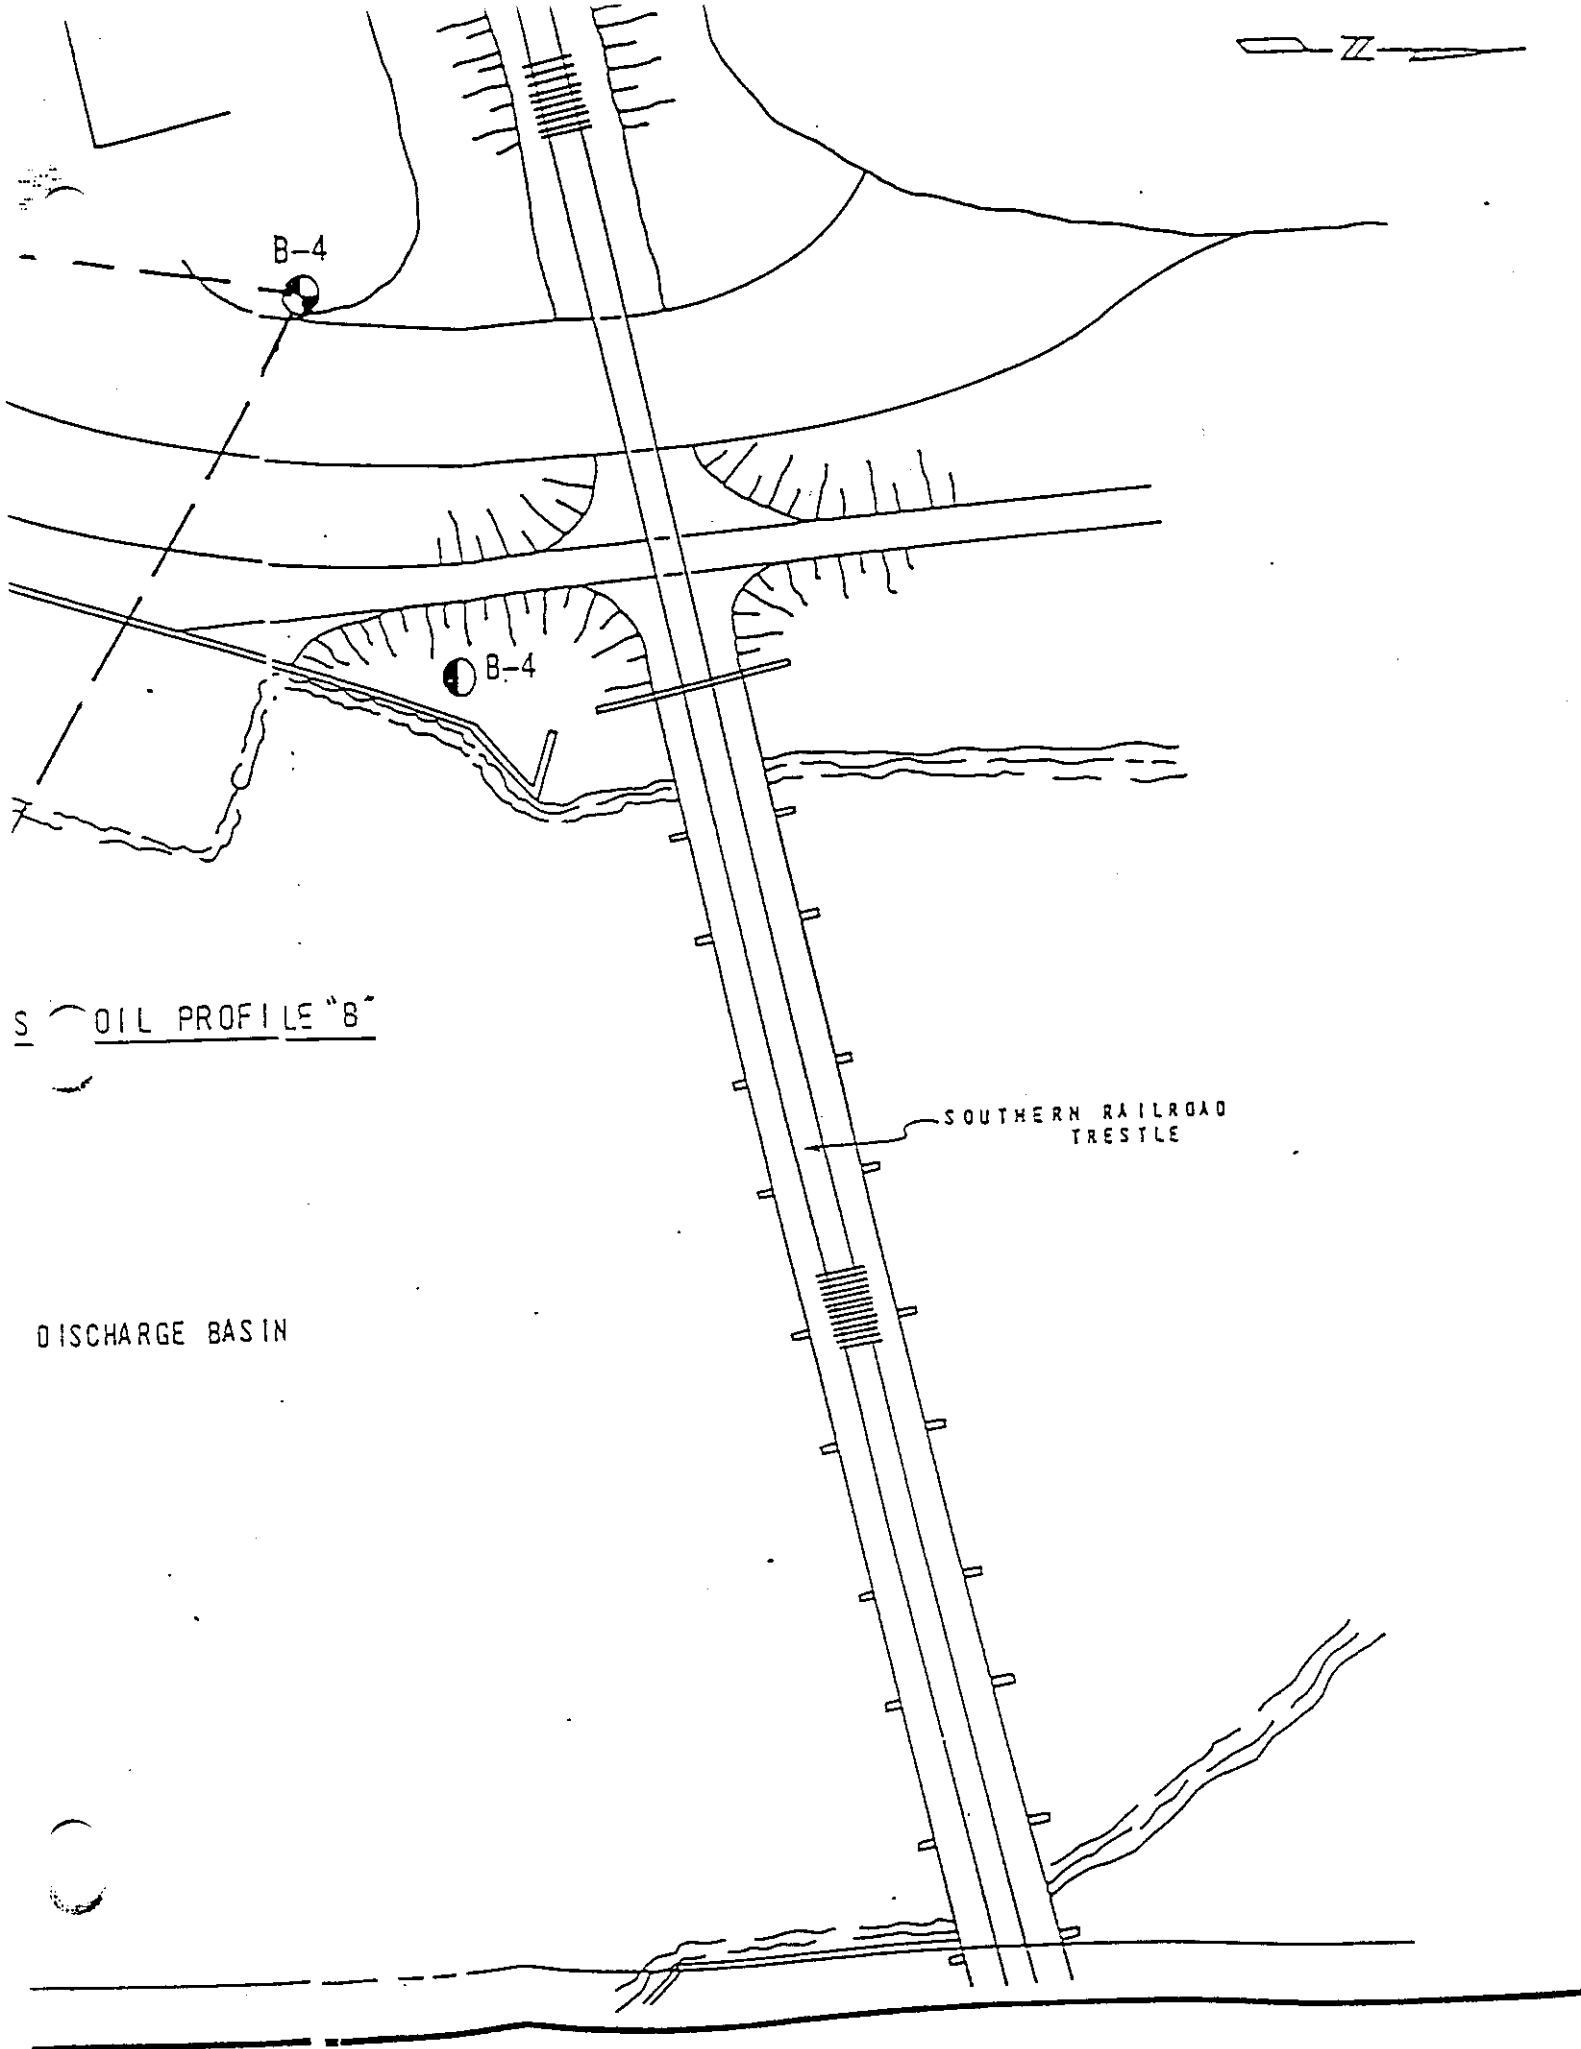 N
B-4
B-4
SOIL PROFILE "B"
SOUTHERN RAILROAD
TRESTLE
DISCHARGE BASIN